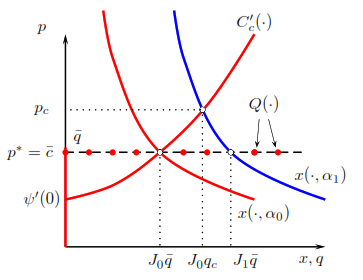 p
C′c(·)
pc
q̄
Q(·)
p* = c̄
x(·, α1)
ψ′(0)
x(·, α0)
J0q̄
J0qc
J1q̄
x, q